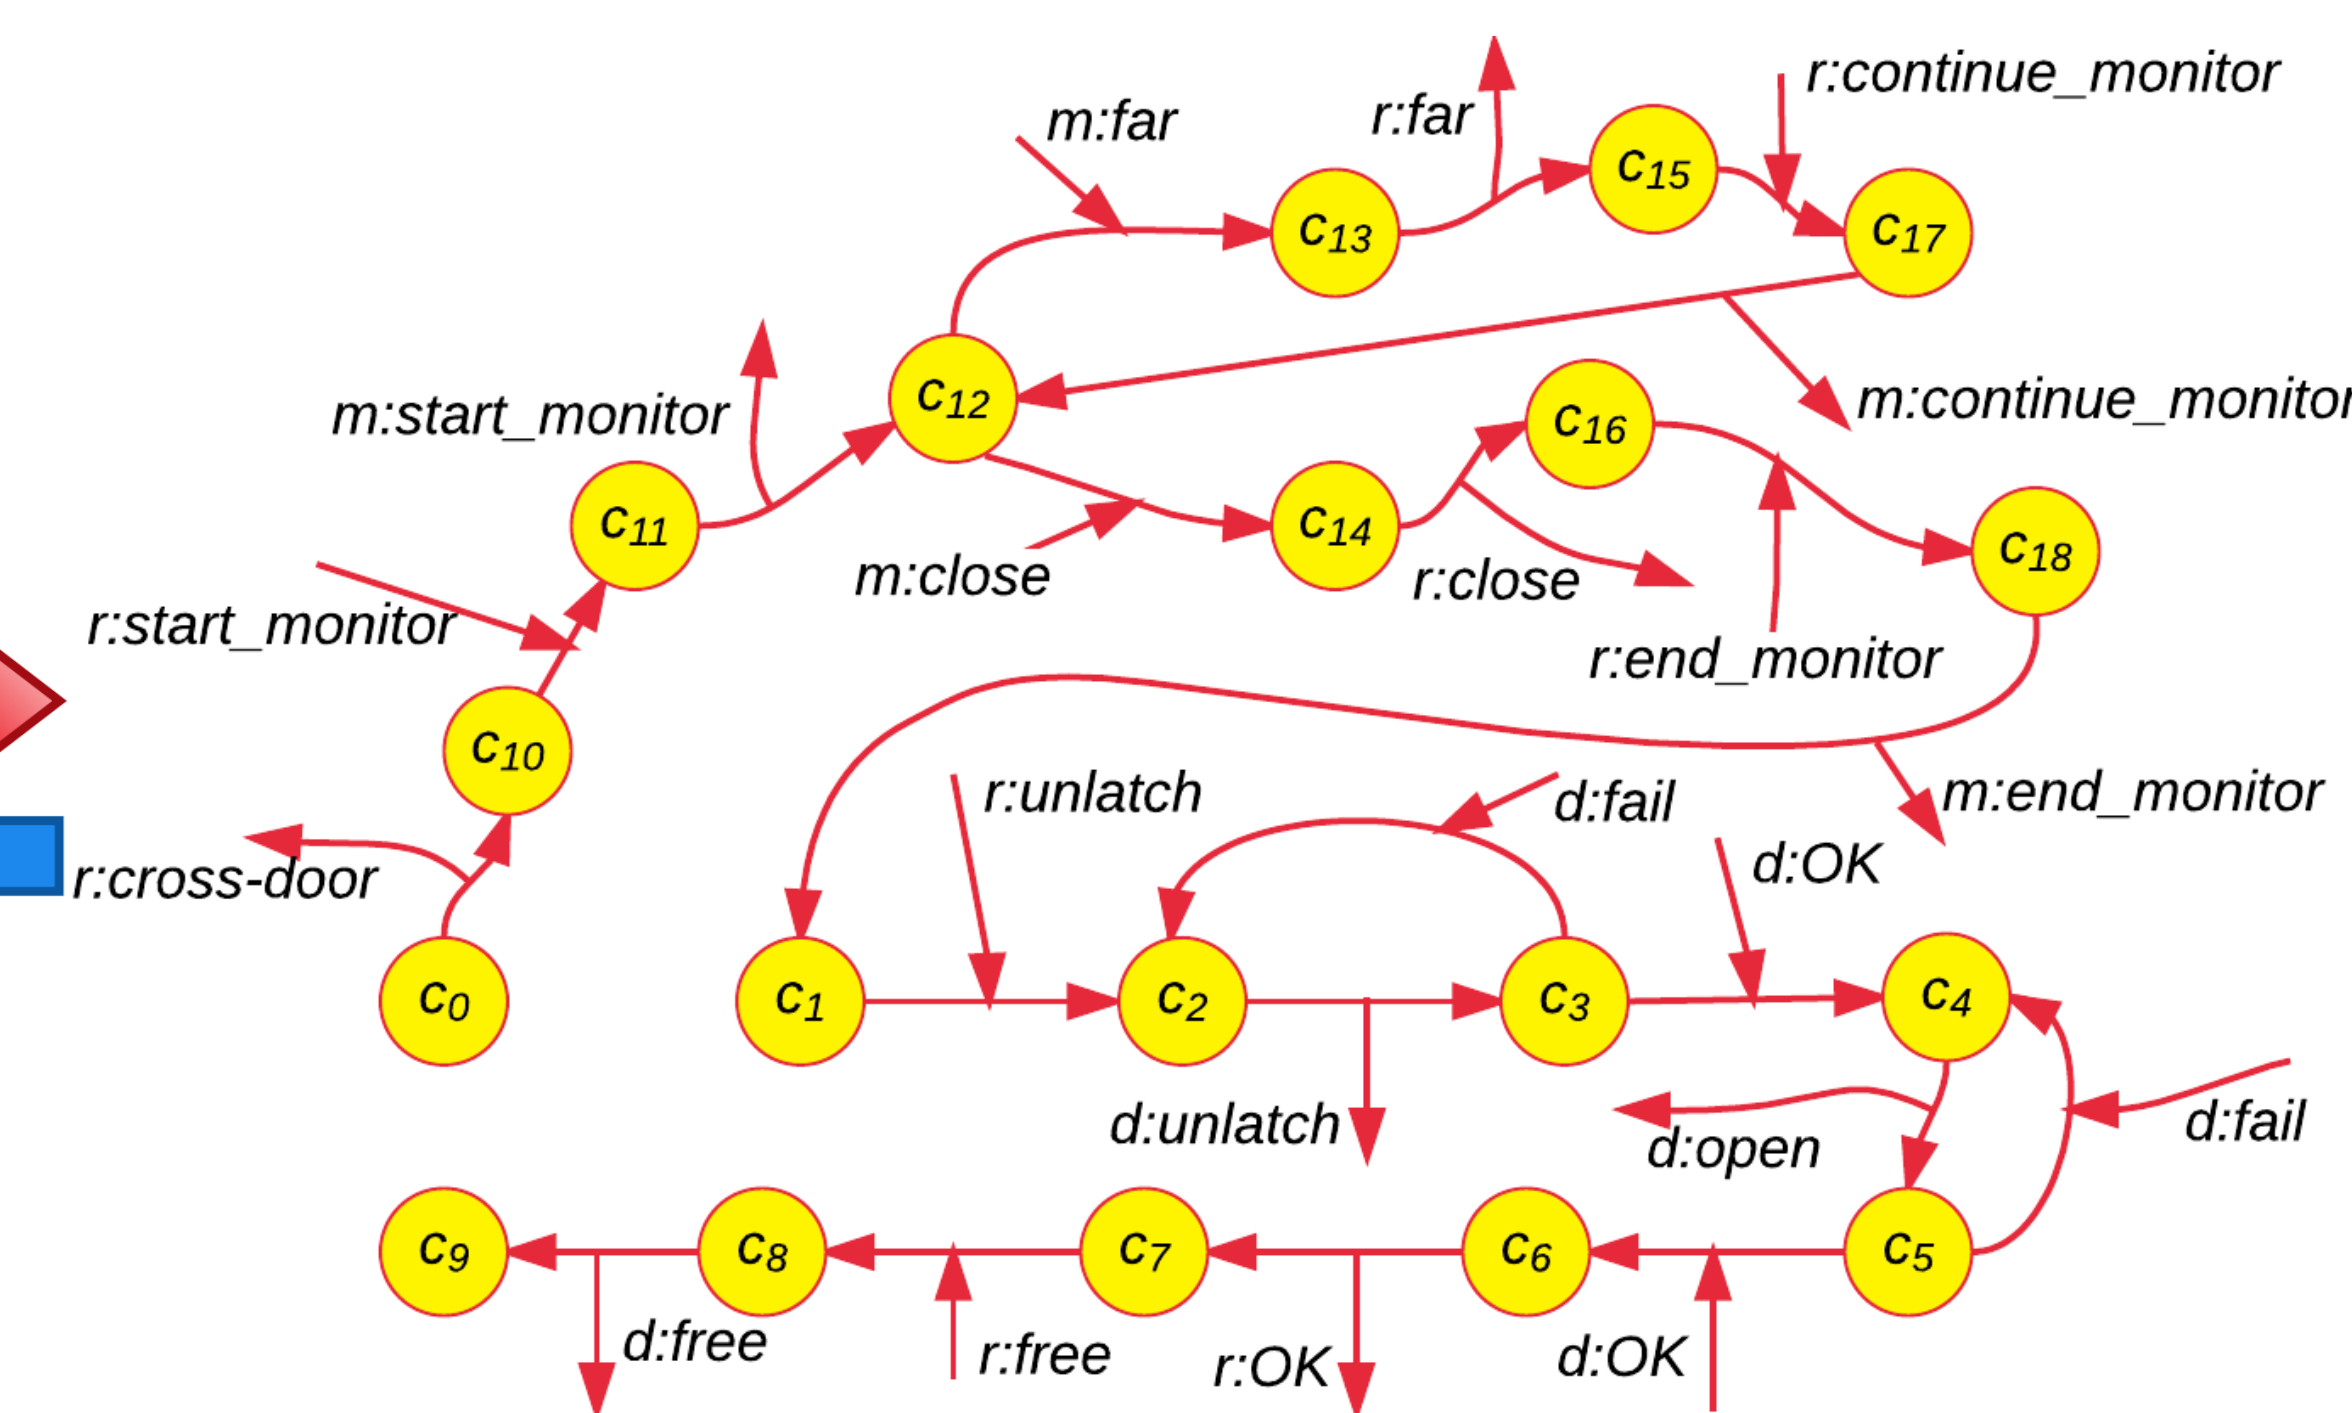 r:continue_monitor
m:far
r:far
c15
c13
c17
c12
m:continue_monitor
m:start_monitor
c16
c11
c14
c18
m:close
r:close
r:start_monitor
r:end_monitor
c10
r:unlatch
d:fail
m:end_monitor
d:OK
r:cross-door
c0
c1
c2
c3
c4
d:unlatch
d:open
d:fail
c9
c8
c7
c6
c5
d:free
r:free
r:OK
d:OK